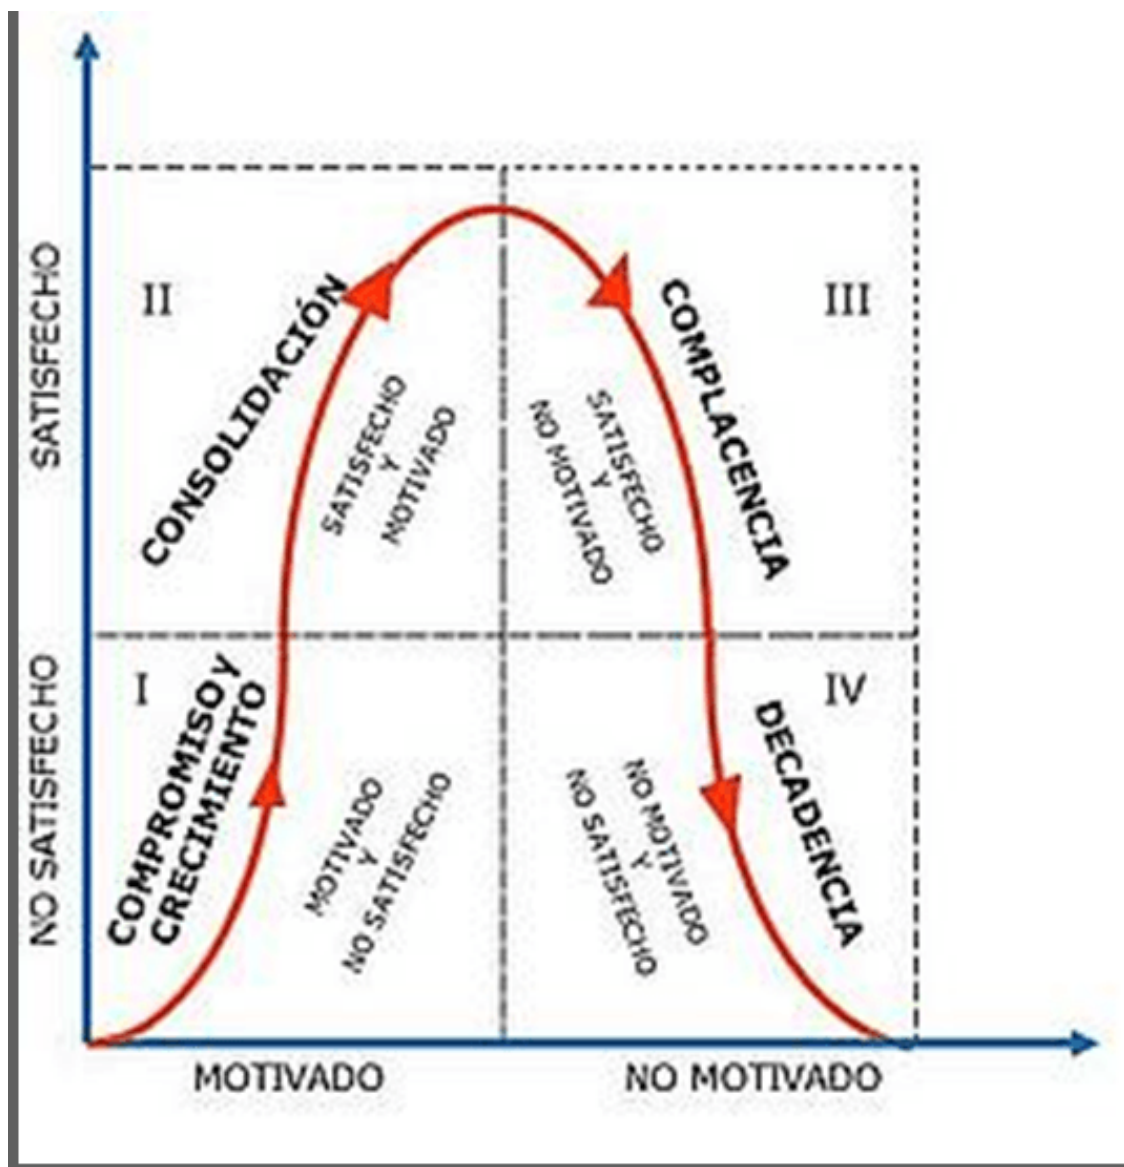 SATISFECHO
NO SATISFECHO
II
CONSOLIDACIÓN
SATISFECHO
Y
MOTIVADO
III
COMPLACENCIA
SATISFECHO
Y
NO MOTIVADO
I
COMPROMISO Y
CRECIMIENTO
MOTIVADO
Y
NO SATISFECHO
IV
DECADENCIA
NO MOTIVADO
Y
NO SATISFECHO
MOTIVADO
NO MOTIVADO